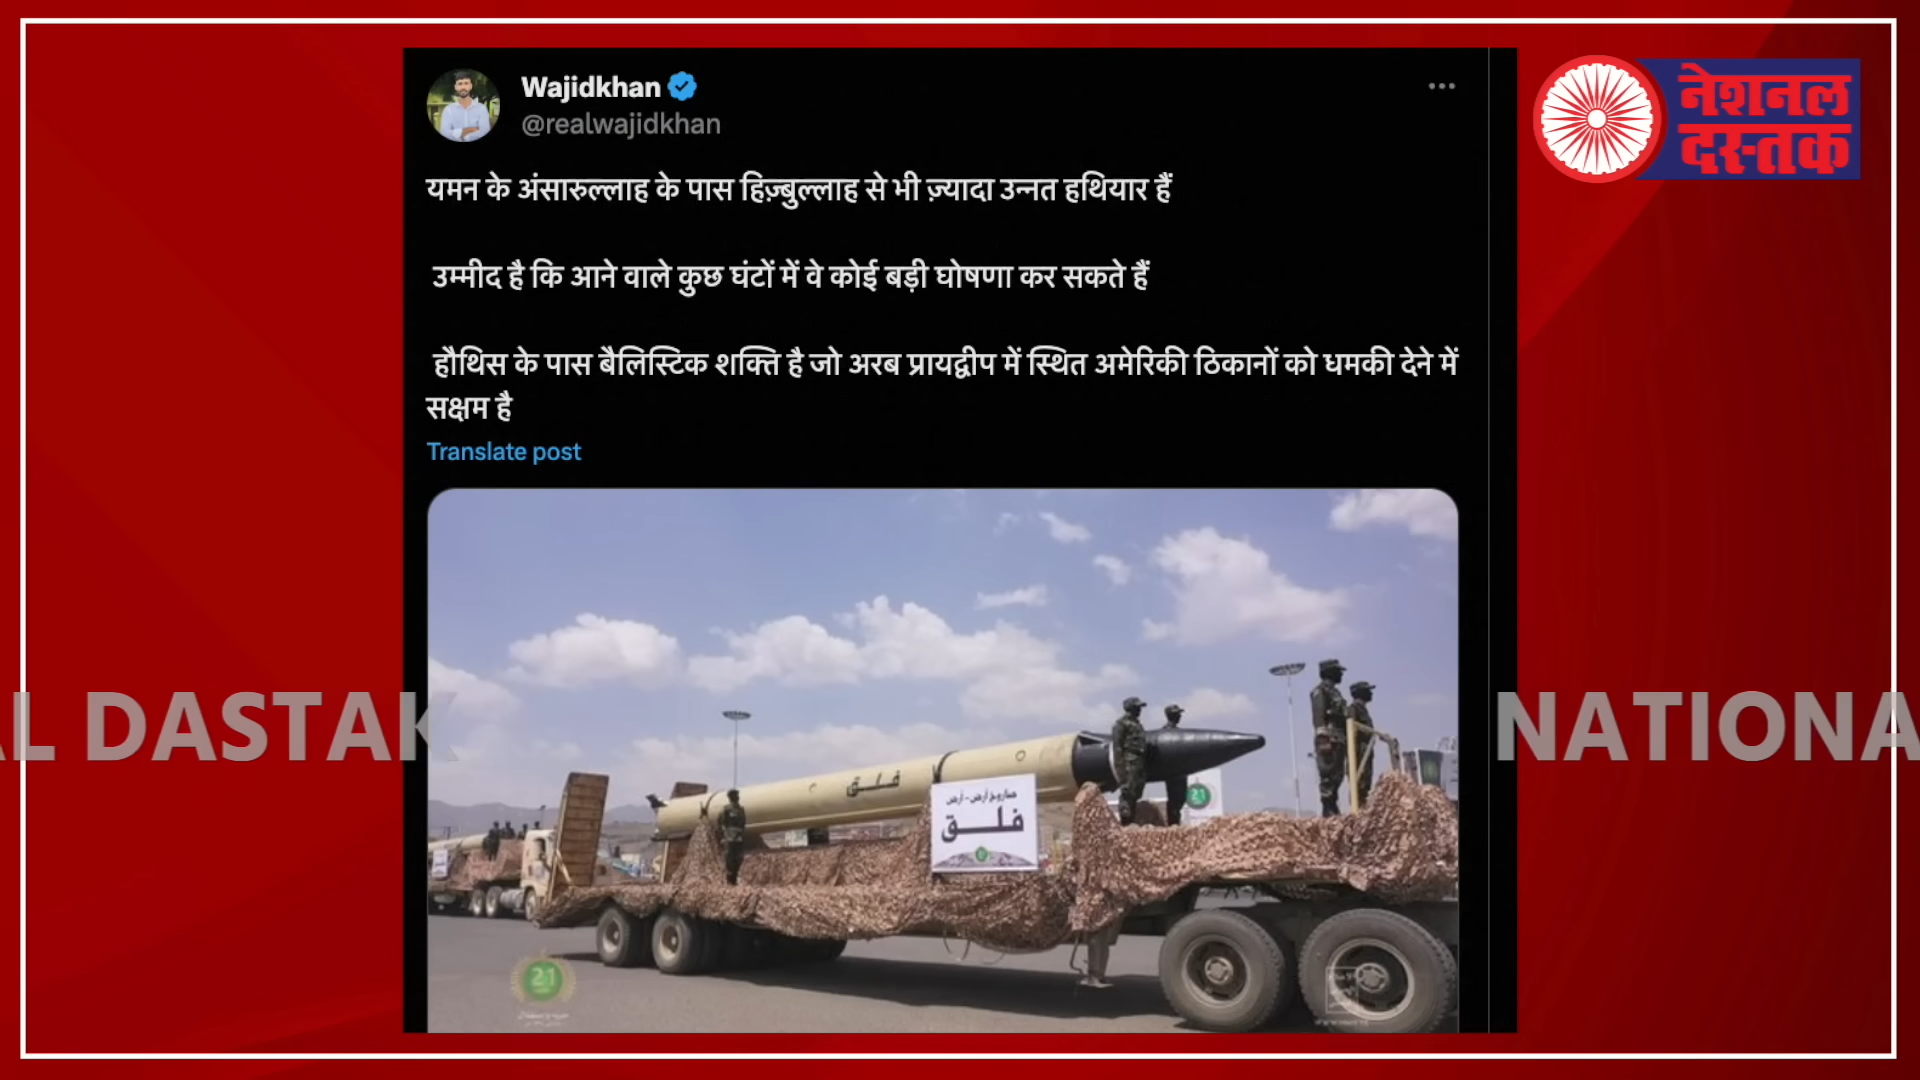 Wajidkhan
@realwajidkhan
नेशनल
दस्तक
यमन के अंसारुल्लाह के पास हिज़्बुल्लाह से भी ज़्यादा उन्नत हथियार हैं
उम्मीद है कि आने वाले कुछ घंटों में वे कोई बड़ी घोषणा कर सकते हैं
हौथिस के पास बैलिस्टिक शक्ति है जो अरब प्रायद्वीप में स्थित अमेरिकी ठिकानों को धमकी देने में
सक्षम है
Translate post
L DASTAK
NATIONA
فلق
صاروخ أرض - أرض
فلق
21
21